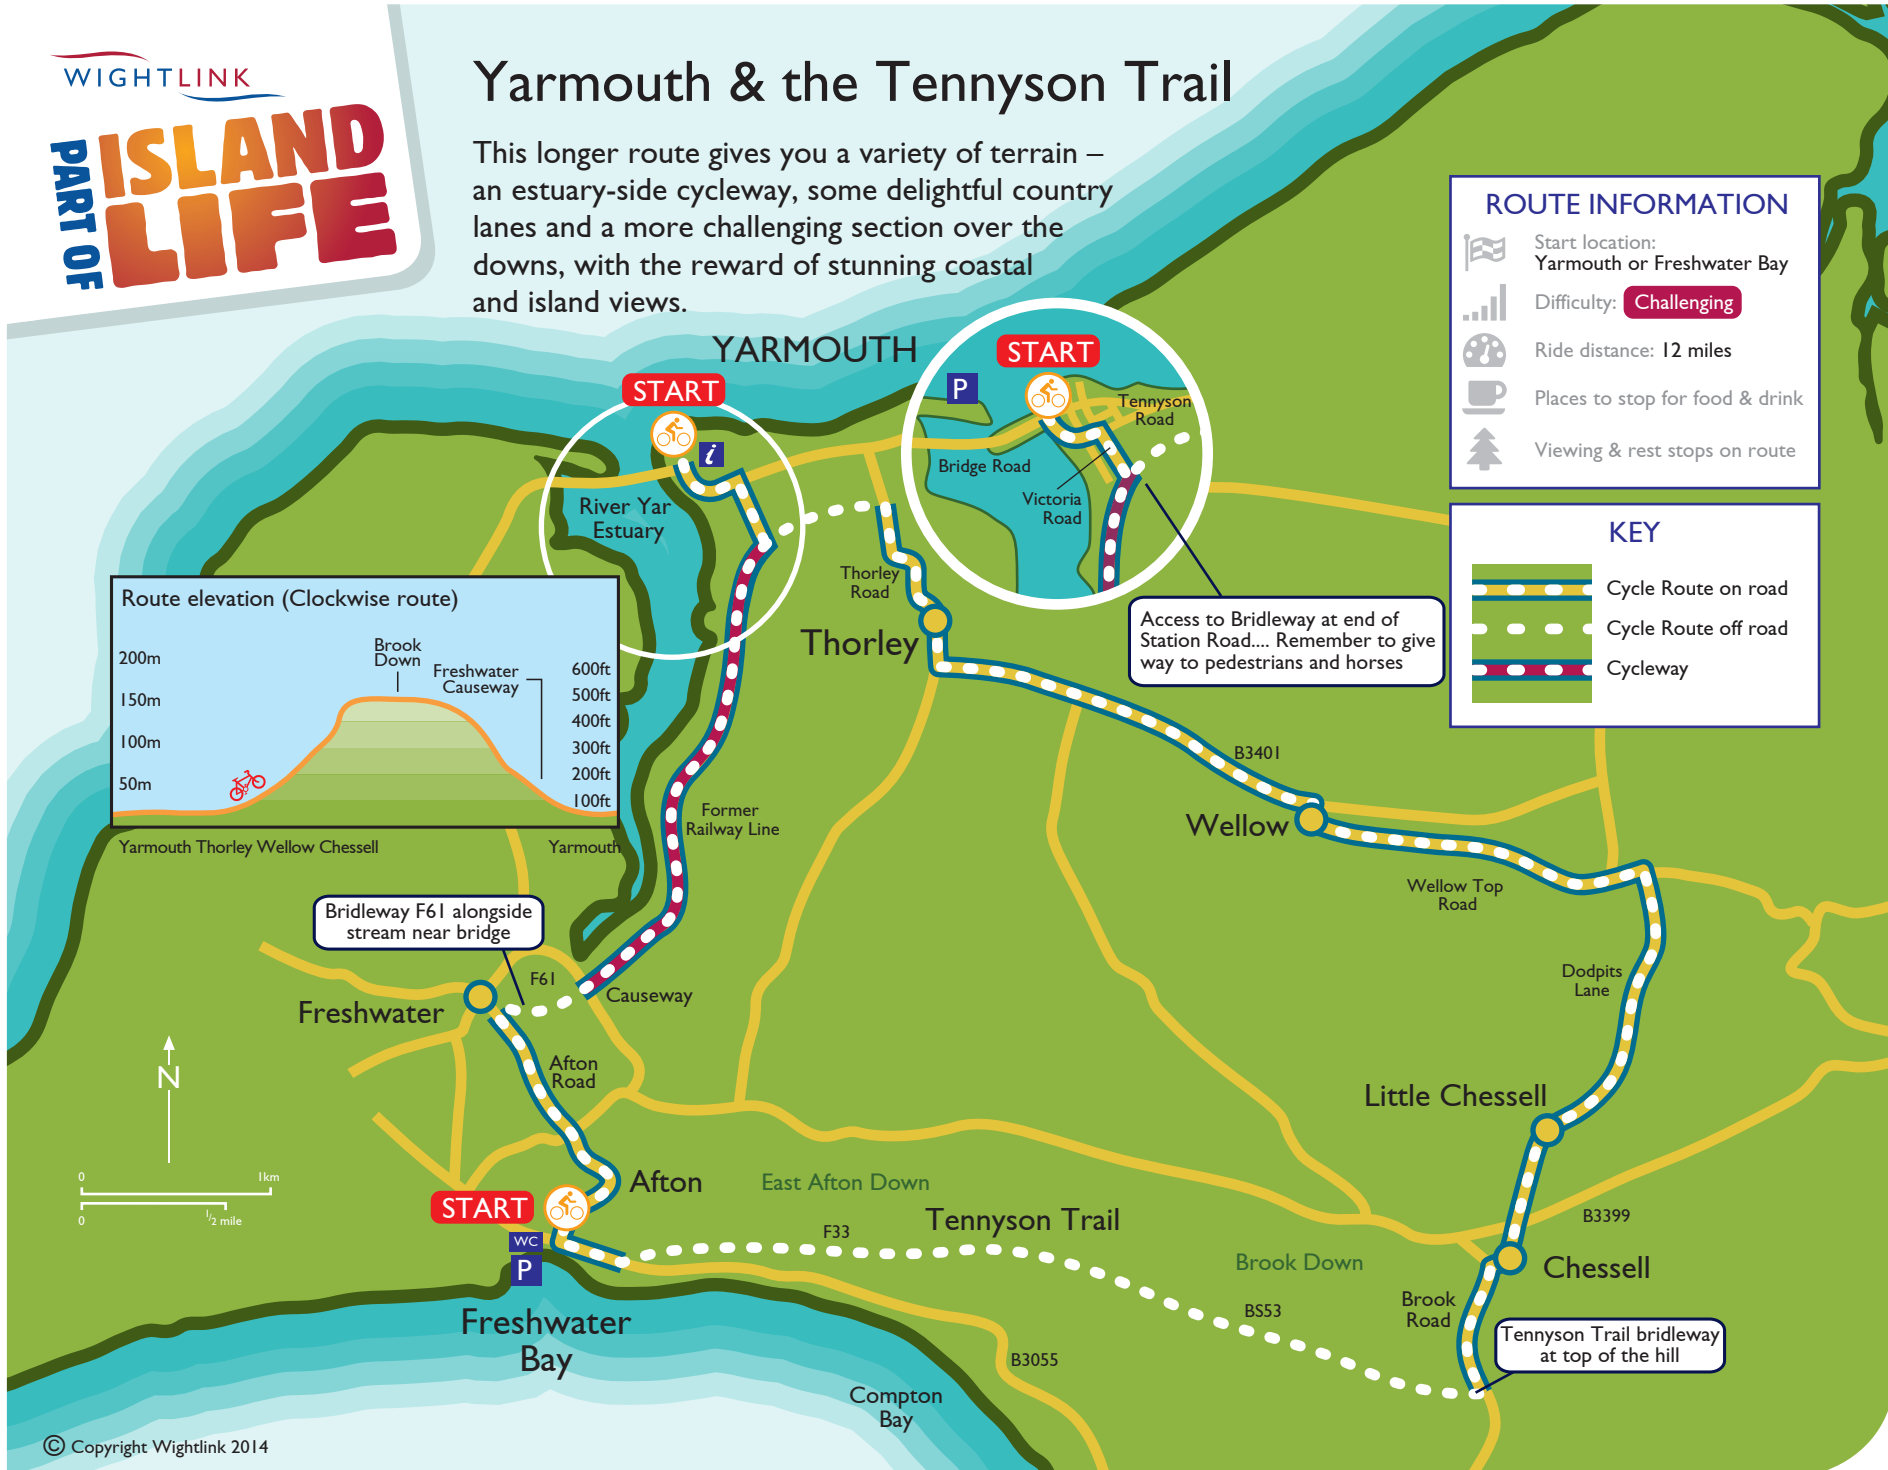 WIGHTLINK
PART OF
ISLAND
LIFE
Yarmouth & the Tennyson Trail
This longer route gives you a variety of terrain –
an estuary-side cycleway, some delightful country
lanes and a more challenging section over the
downs, with the reward of stunning coastal
and island views.
ROUTE INFORMATION
Start location:
Yarmouth or Freshwater Bay
Difficulty: Challenging
Ride distance: 12 miles
Places to stop for food & drink
Viewing & rest stops on route
KEY
Cycle Route on road
Cycle Route off road
Cycleway
YARMOUTH
START
i
River Yar
Estuary
START
P
Tennyson
Road
Bridge Road
Victoria
Road
Access to Bridleway at end of
Station Road.... Remember to give
way to pedestrians and horses
Thorley
Road
Thorley
B3401
Wellow
Wellow Top
Road
Dodpits
Lane
Little Chessell
B3399
Chessell
Brook
Road
Tennyson Trail bridleway
at top of the hill
Route elevation (Clockwise route)
200m
150m
100m
50m
Brook
Down
Freshwater
Causeway
600ft
500ft
400ft
300ft
200ft
100ft
Yarmouth Thorley Wellow Chessell
Yarmouth
Former
Railway Line
Bridleway F61 alongside
stream near bridge
F61
Causeway
Freshwater
Afton
Road
N
0
1km
0
1/2 mile
Afton
START
WC
P
Freshwater
Bay
East Afton Down
F33
Tennyson Trail
Brook Down
BS53
B3055
Compton
Bay
© Copyright Wightlink 2014